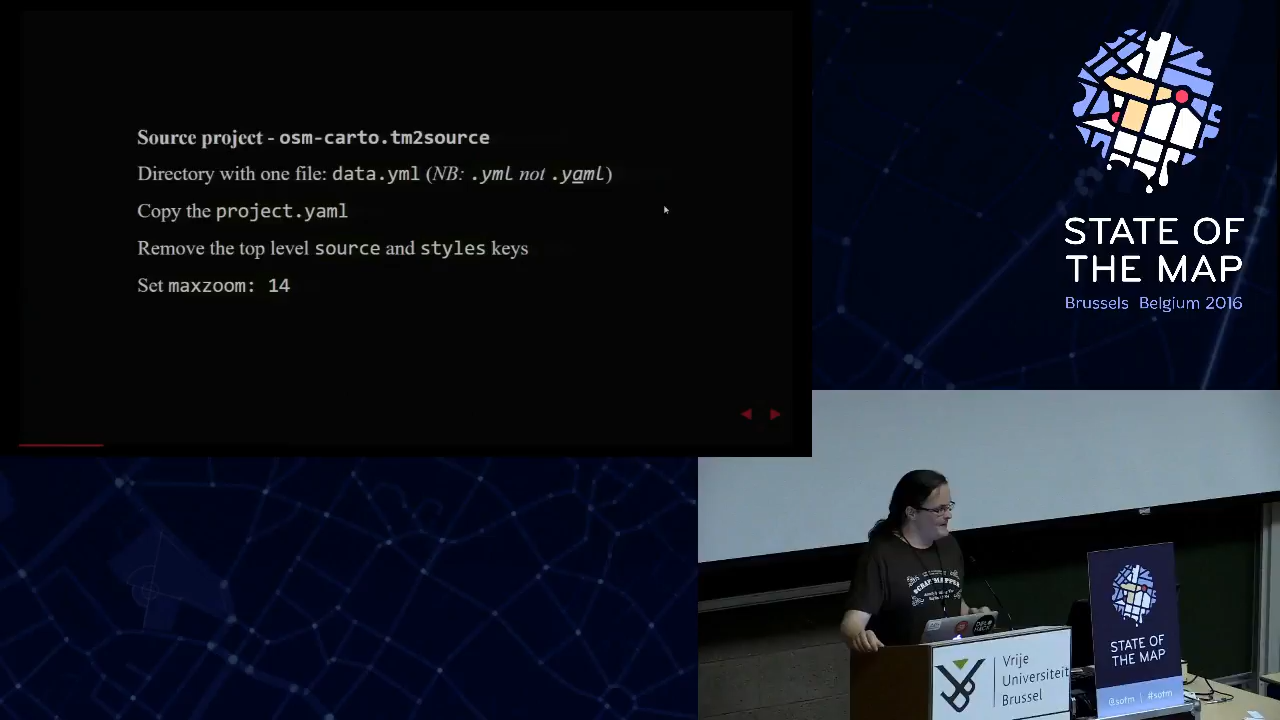 Source project - osm-carto.tm2source
Directory with one file: data.yml (NB: .yml not .yaml)
Copy the project.yaml
Remove the top level source and styles keys
Set maxzoom: 14
STATE OF
THE MAP
Brussels Belgium 2016
Vrije
Universiteit
Brussel
STATE OF
THE MAP
@sotm | #sotm